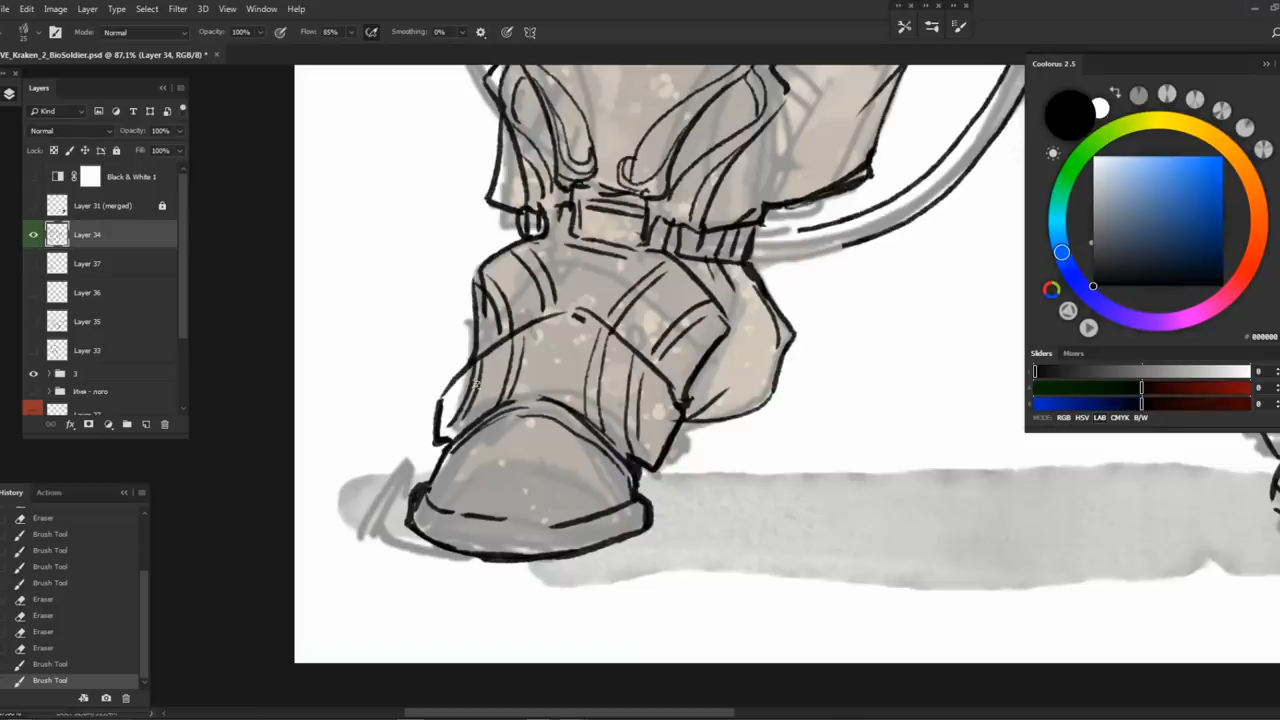 File Edit Image Layer Type Select Filter 3D View Window Help
25 Mode: Normal Opacity: 100% Flow: 85% Smoothing: 0%
VE_Kraken_2_BioSoldier.psd @ 87,1% (Layer 34, RGB/8) * ×
Layers
Kind
Normal Opacity: 100%
Lock: Fill: 100%
Black & White 1
Layer 31 (merged)
Layer 34
Layer 37
Layer 36
Layer 35
Layer 33
3
Имя - лого
fx
History Actions
Eraser
Brush Tool
Brush Tool
Brush Tool
Brush Tool
Eraser
Eraser
Eraser
Eraser
Brush Tool
Brush Tool
Coolorus 2.5
# 000000
Sliders Mixers
0
0
0
MODE: RGB HSV LAB CMYK B/W